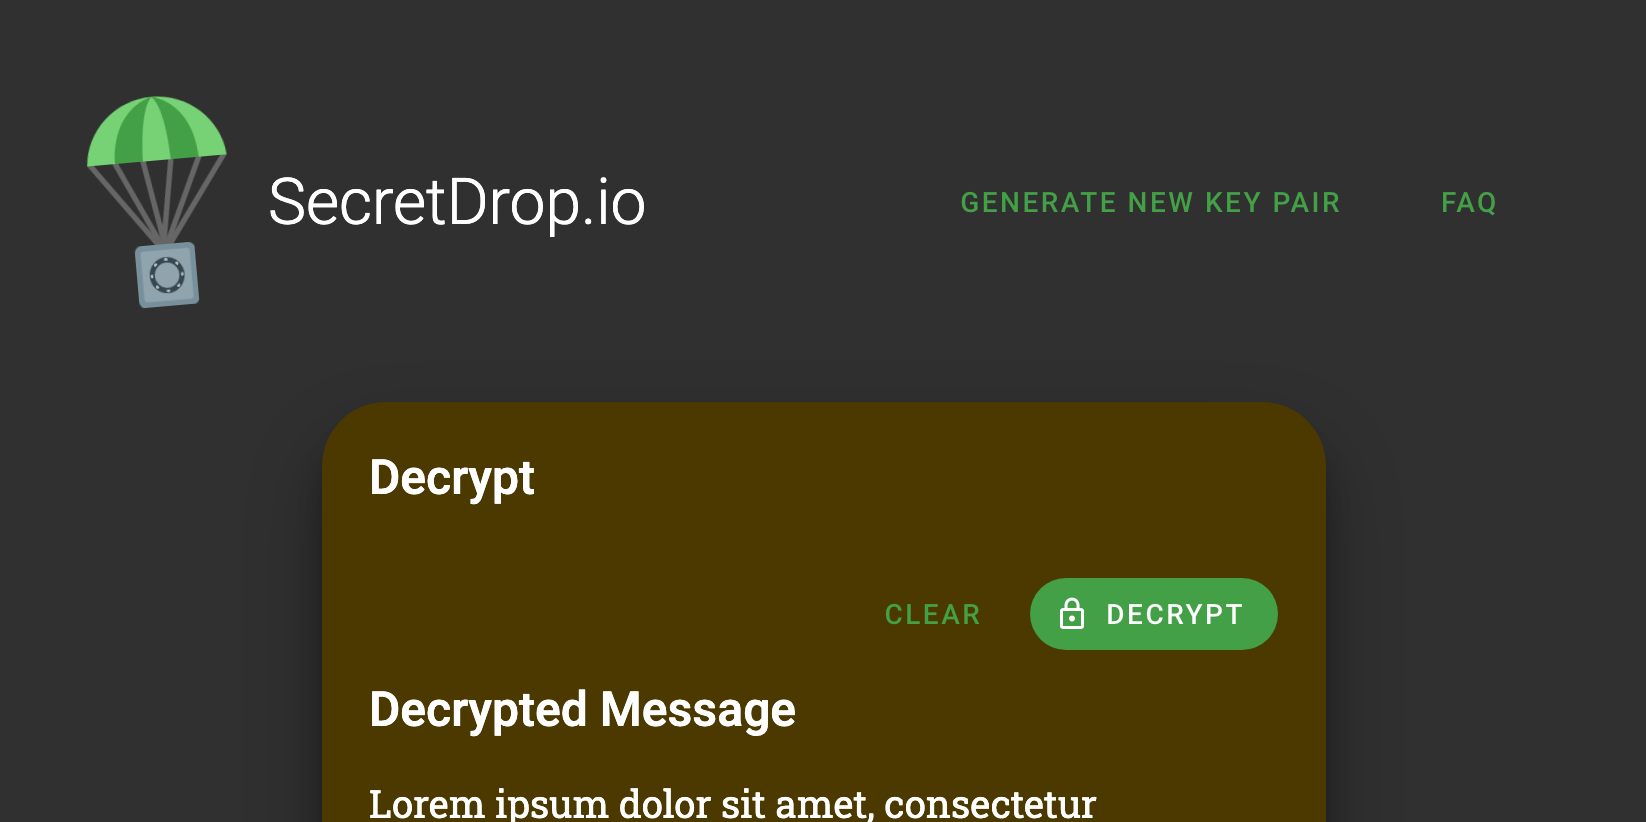 SecretDrop.io
GENERATE NEW KEY PAIR
FAQ
Decrypt
CLEAR
DECRYPT
Decrypted Message
Lorem ipsum dolor sit amet, consectetur